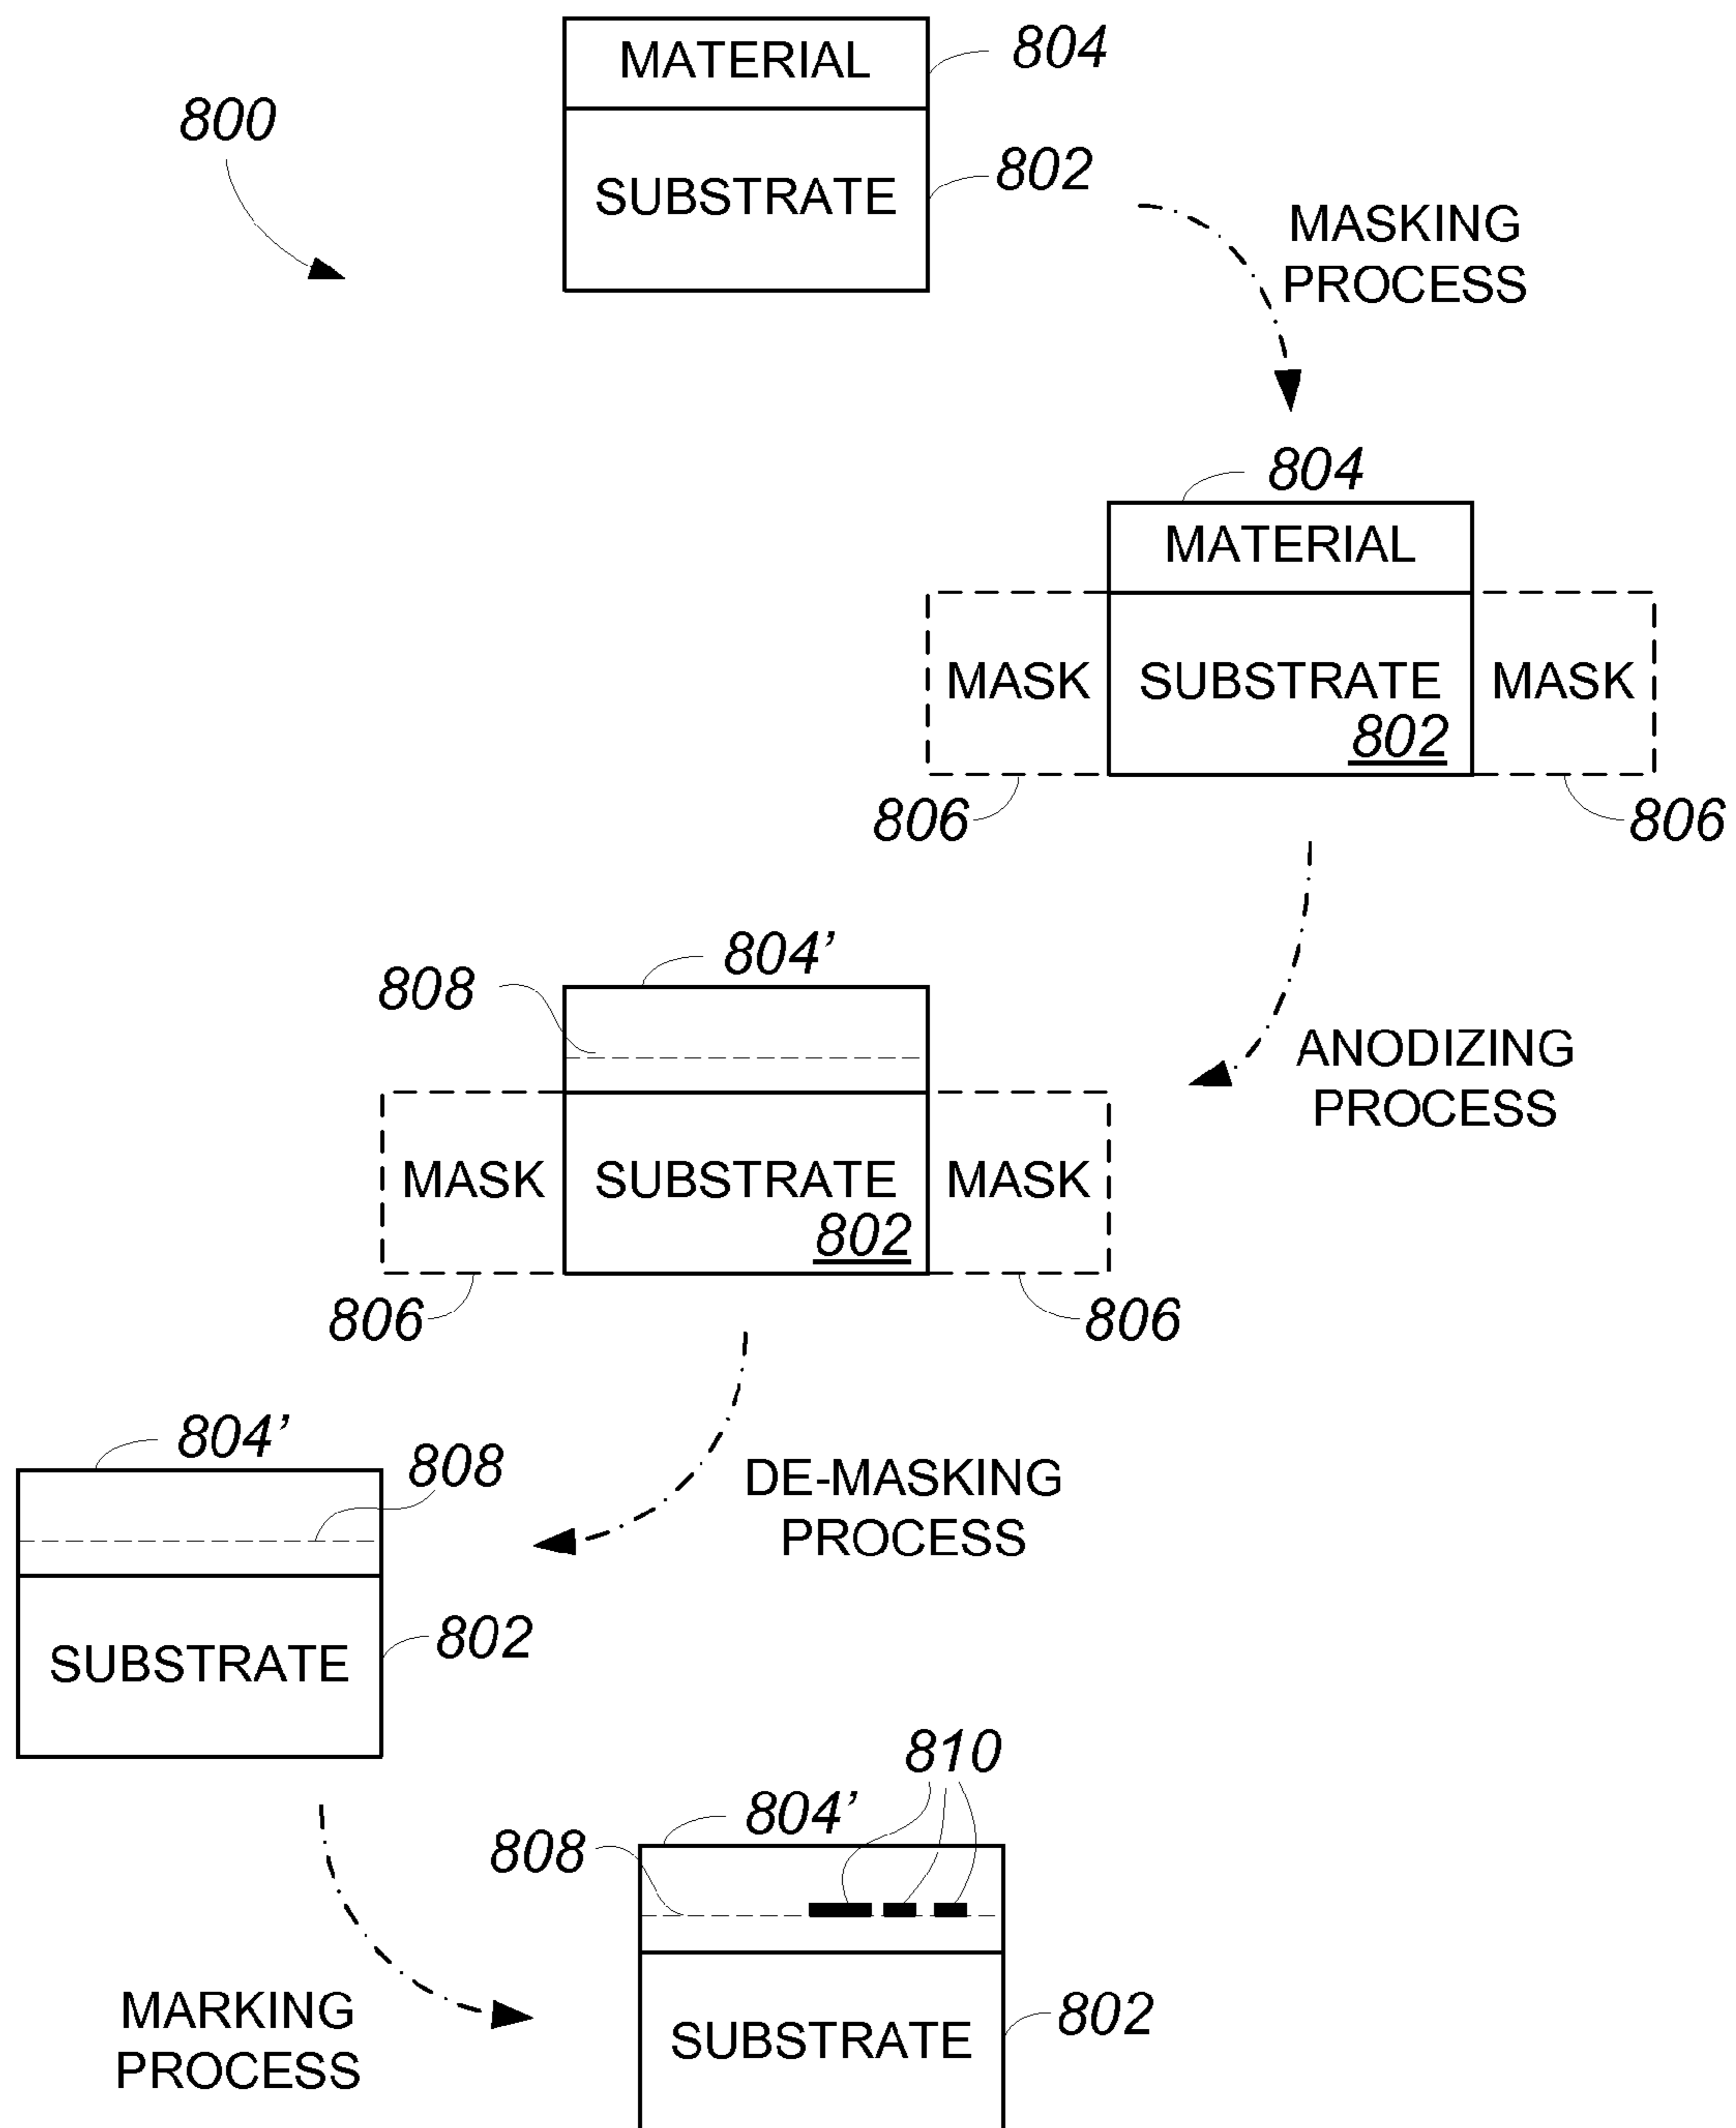 MATERIAL
804
800
SUBSTRATE
802
MASKING
PROCESS
804
MATERIAL
MASK
SUBSTRATE
802
MASK
806
806
804’
808
ANODIZING
PROCESS
MASK
SUBSTRATE
802
MASK
806
806
804’
808
DE-MASKING
PROCESS
SUBSTRATE
802
810
804’
808
MARKING
PROCESS
SUBSTRATE
802